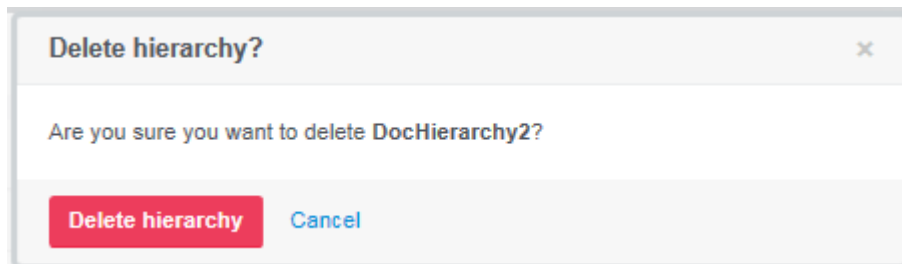 Delete hierarchy?
Are you sure you want to delete DocHierarchy2?
Delete hierarchy Cancel